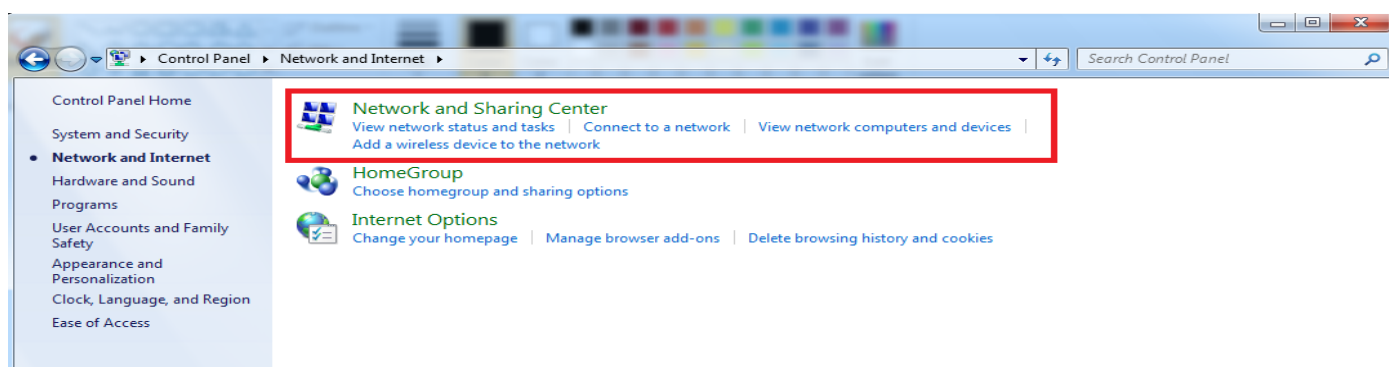 Control Panel Network and Internet Search Control Panel
Control Panel Home
System and Security
Network and Internet
Hardware and Sound
Programs
User Accounts and Family
Safety
Appearance and
Personalization
Clock, Language, and Region
Ease of Access
Network and Sharing Center
View network status and tasks Connect to a network View network computers and devices
Add a wireless device to the network
HomeGroup
Choose homegroup and sharing options
Internet Options
Change your homepage Manage browser add-ons Delete browsing history and cookies